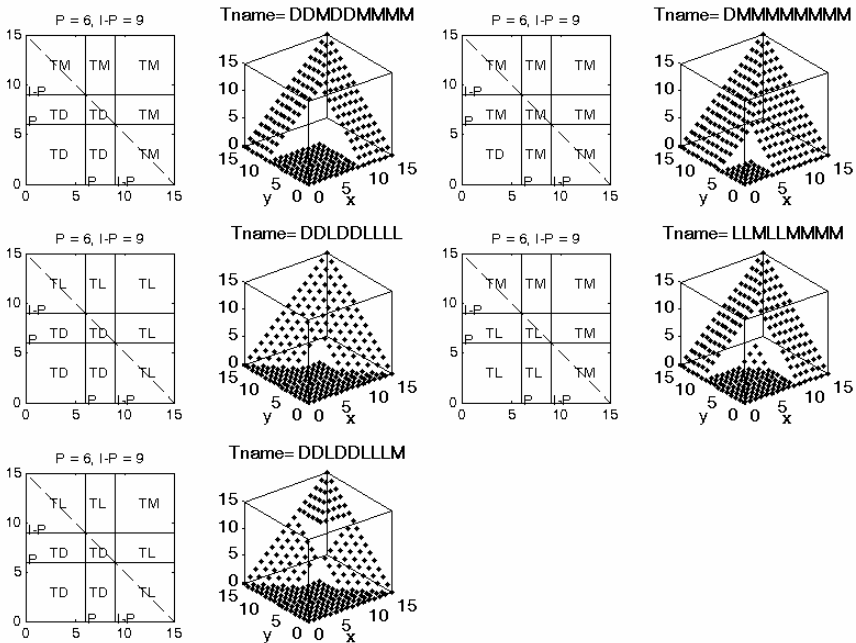 P = 6, I-P = 9
Tname= DDMDDMMMM
15
10
5
0
TM TM TM
I-P
TD TD TM
P
TD TD TM
P I-P
0 5 10 15
15
10
5
0
15
10
5
0
y
0
5
10
15
x
P = 6, I-P = 9
Tname= DMMMMMMMM
15
10
5
0
TM TM TM
I-P
TM TM TM
P
TD TM TM
P I-P
0 5 10 15
15
10
5
0
15
10
5
0
y
0
5
10
15
x
P = 6, I-P = 9
Tname= DDLDDLLLL
15
10
5
0
TL TL TL
I-P
TD TD TL
P
TD TD TL
P I-P
0 5 10 15
15
10
5
0
15
10
5
0
y
0
5
10
15
x
P = 6, I-P = 9
Tname= LLMLLMMMM
15
10
5
0
TM TM TM
I-P
TL TL TM
P
TL TL TM
P I-P
0 5 10 15
15
10
5
0
15
10
5
0
y
0
5
10
15
x
P = 6, I-P = 9
Tname= DDLDDLLLM
15
10
5
0
TL TL TM
I-P
TD TD TL
P
TD TD TL
P I-P
0 5 10 15
15
10
5
0
15
10
5
0
y
0
5
10
15
x